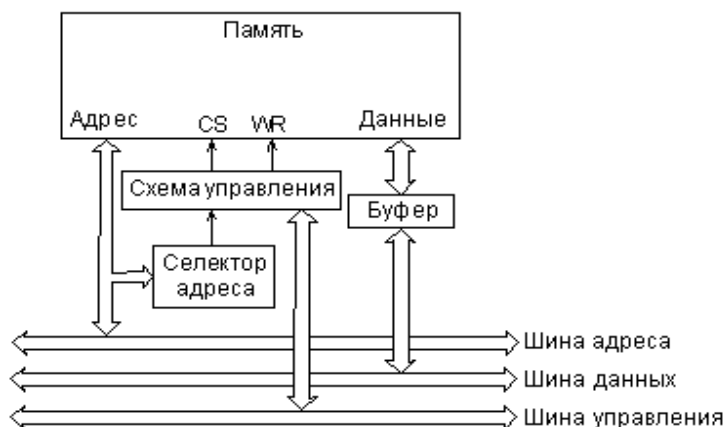 Память
Адрес CS WR Данные
Схема управления
Буфер
Селектор
адреса
Шина адреса
Шина данных
Шина управления